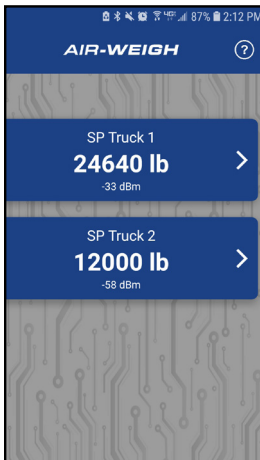 4G 87% 2:12 PM
AIR-WEIGH ?
SP Truck 1
24640 lb
-33 dBm
SP Truck 2
12000 lb
-58 dBm